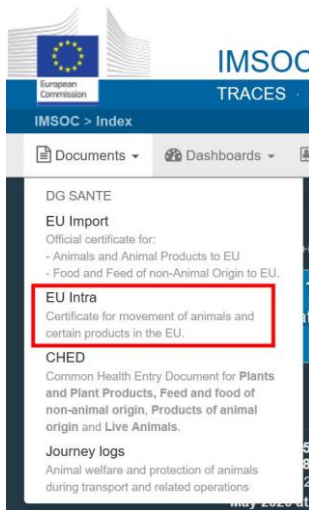 IMSOC
European
Commission
TRACES
IMSOC > Index
Documents
Dashboards
DG SANTE
EU Import
Official certificate for:
- Animals and Animal Products to EU
- Food and Feed of non-Animal Origin to EU.
EU Intra
Certificate for movement of animals and
certain products in the EU.
CHED
Common Health Entry Document for Plants
and Plant Products, Feed and food of
non-animal origin, Products of animal
origin and Live Animals.
Journey logs
Animal welfare and protection of animals
during transport and related operations